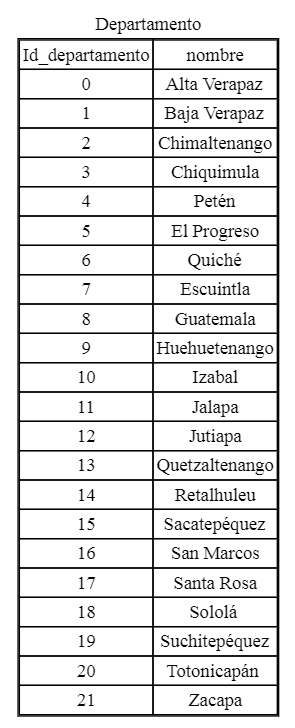 Departamento
Id_departamento nombre
0 Alta Verapaz
1 Baja Verapaz
2 Chimaltenango
3 Chiquimula
4 Petén
5 El Progreso
6 Quiché
7 Escuintla
8 Guatemala
9 Huehuetenango
10 Izabal
11 Jalapa
12 Jutiapa
13 Quetzaltenango
14 Retalhuleu
15 Sacatepéquez
16 San Marcos
17 Santa Rosa
18 Sololá
19 Suchitepéquez
20 Totonicapán
21 Zacapa